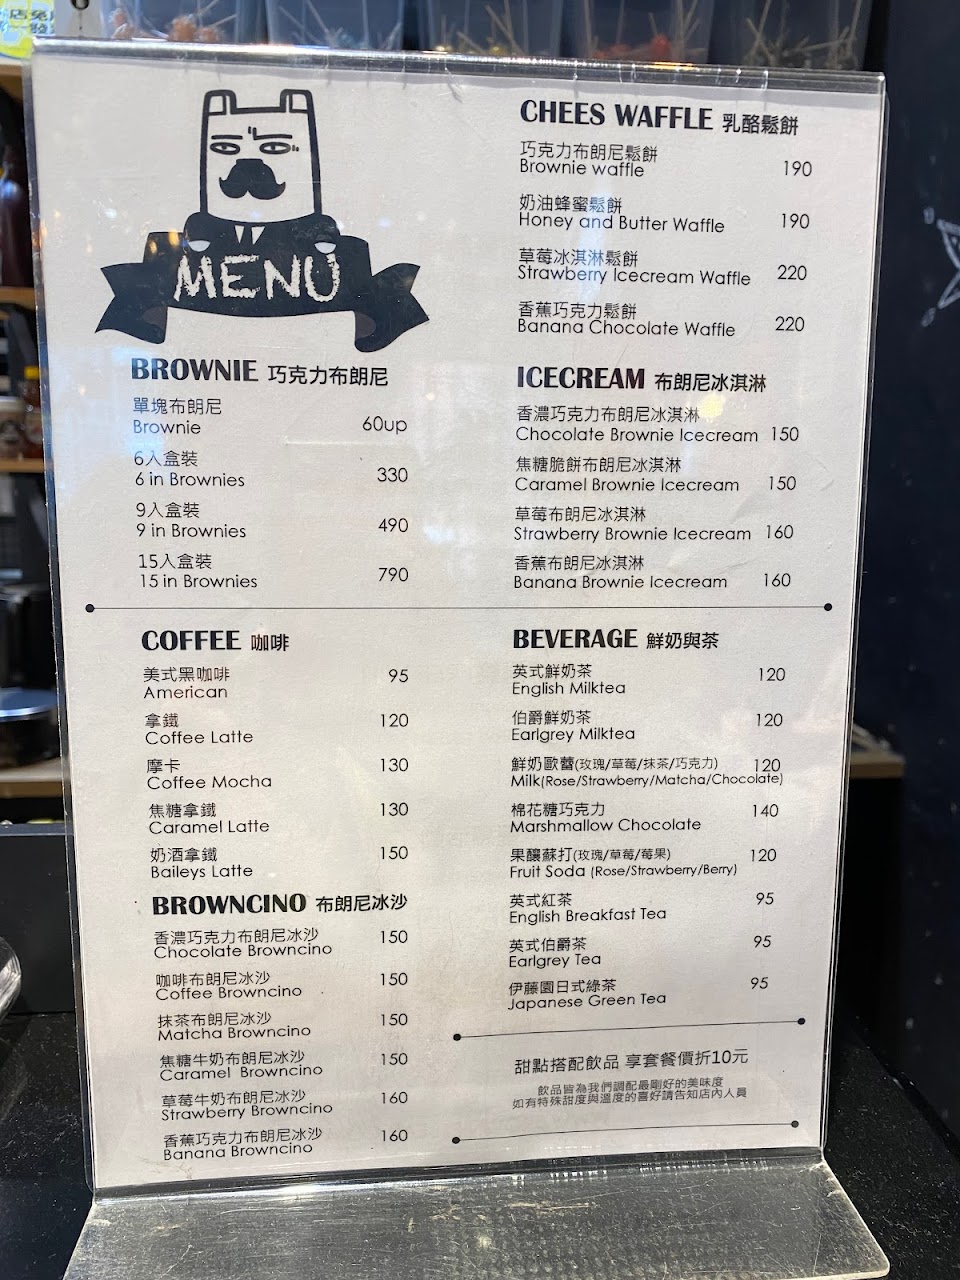 MENU
BROWNIE 巧克力布朗尼
單塊布朗尼
Brownie 60up
6入盒裝
6 in Brownies 330
9入盒裝
9 in Brownies 490
15入盒裝
15 in Brownies 790
CHEES WAFFLE 乳酪鬆餅
巧克力布朗尼鬆餅
Brownie waffle 190
奶油蜂蜜鬆餅
Honey and Butter Waffle 190
草莓冰淇淋鬆餅
Strawberry Icecream Waffle 220
香蕉巧克力鬆餅
Banana Chocolate Waffle 220
ICECREAM 布朗尼冰淇淋
香濃巧克力布朗尼冰淇淋
Chocolate Brownie Icecream 150
焦糖脆餅布朗尼冰淇淋
Caramel Brownie Icecream 150
草莓布朗尼冰淇淋
Strawberry Brownie Icecream 160
香蕉布朗尼冰淇淋
Banana Brownie Icecream 160
COFFEE 咖啡
美式黑咖啡 95
American
拿鐵 120
Coffee Latte
摩卡 130
Coffee Mocha
焦糖拿鐵 130
Caramel Latte
奶酒拿鐵 150
Baileys Latte
BROWNCINO 布朗尼冰沙
香濃巧克力布朗尼冰沙 150
Chocolate Browncino
咖啡布朗尼冰沙 150
Coffee Browncino
抹茶布朗尼冰沙 150
Matcha Browncino
焦糖牛奶布朗尼冰沙 150
Caramel Browncino
草莓牛奶布朗尼冰沙 160
Strawberry Browncino
香蕉巧克力布朗尼冰沙 160
Banana Browncino
BEVERAGE 鮮奶與茶
英式鮮奶茶 120
English Milktea
伯爵鮮奶茶 120
Earlgrey Milktea
鮮奶歐蕾(玫瑰/草莓/抹茶/巧克力) 120
Milk(Rose/Strawberry/Matcha/Chocolate)
棉花糖巧克力 140
Marshmallow Chocolate
果釀蘇打(玫瑰/草莓/莓果) 120
Fruit Soda (Rose/Strawberry/Berry)
英式紅茶 95
English Breakfast Tea
英式伯爵茶 95
Earlgrey Tea
伊藤園日式綠茶 95
Japanese Green Tea
甜點搭配飲品 享套餐價折10元
飲品皆為我們調配最剛好的美味度
如有特殊甜度與溫度的喜好請告知店內人員